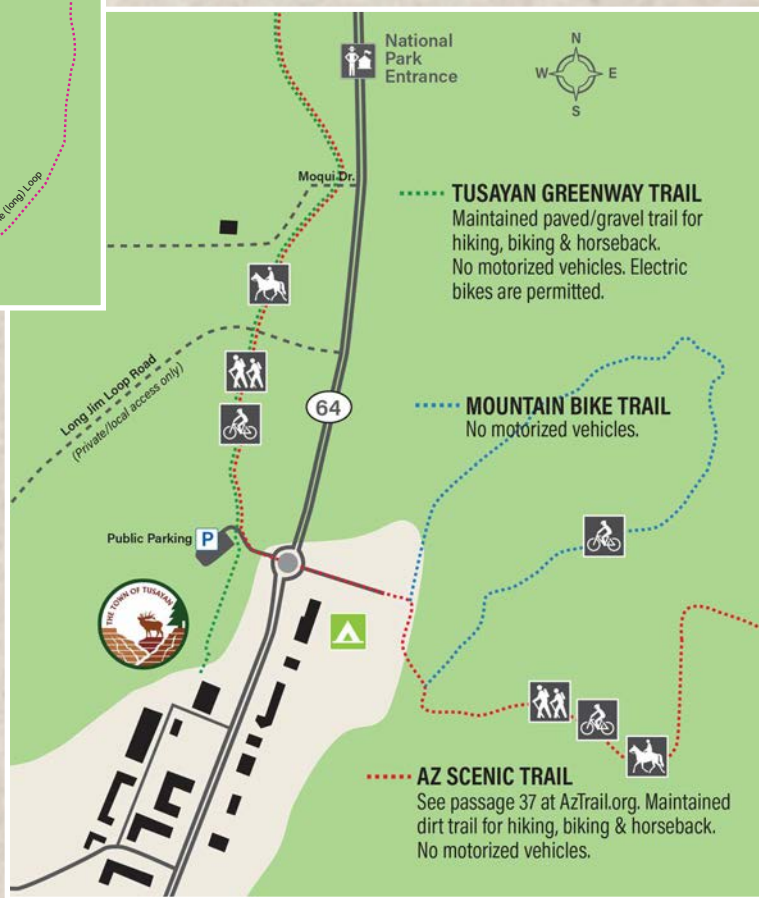 e (long) Loop
National
Park
Entrance
N
W
E
S
Moqui Dr.
TUSAYAN GREENWAY TRAIL
Maintained paved/gravel trail for
hiking, biking & horseback.
No motorized vehicles. Electric
bikes are permitted.
Long Jim Loop Road
(Private/local access only)
64
MOUNTAIN BIKE TRAIL
No motorized vehicles.
Public Parking
P
THE TOWN OF TUSAYAN
AZ SCENIC TRAIL
See passage 37 at AzTrail.org. Maintained
dirt trail for hiking, biking & horseback.
No motorized vehicles.